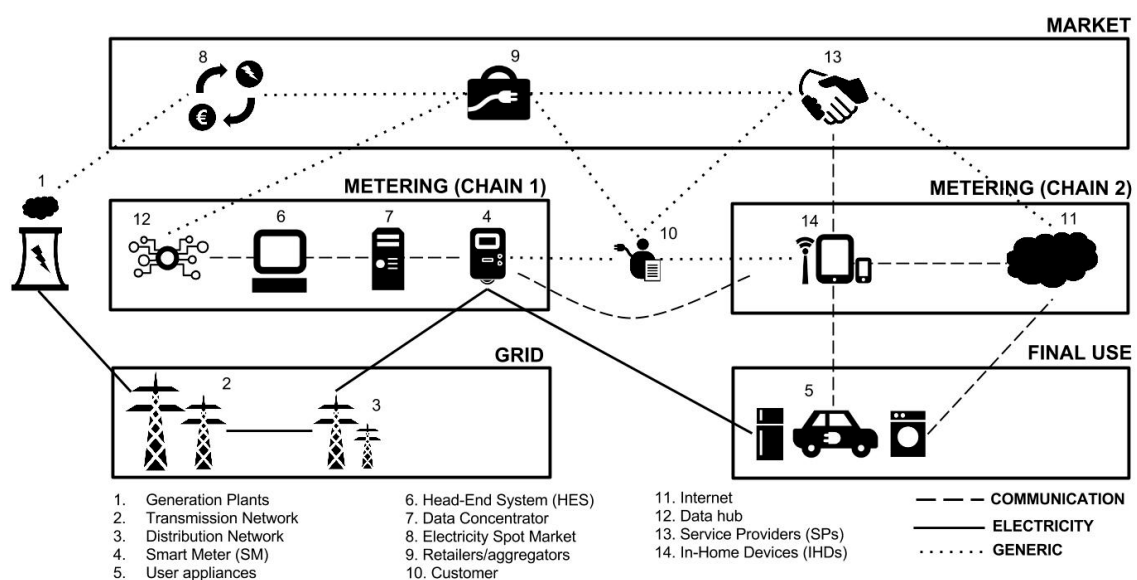 MARKET
8
9
13
1
METERING (CHAIN 1)
METERING (CHAIN 2)
12
6
7
4
10
14
11
€
GRID
FINAL USE
2
3
5
1. Generation Plants
2. Transmission Network
3. Distribution Network
4. Smart Meter (SM)
5. User appliances
6. Head-End System (HES)
7. Data Concentrator
8. Electricity Spot Market
9. Retailers/aggregators
10. Customer
11. Internet
12. Data hub
13. Service Providers (SPs)
14. In-Home Devices (IHDs)
COMMUNICATION
ELECTRICITY
GENERIC